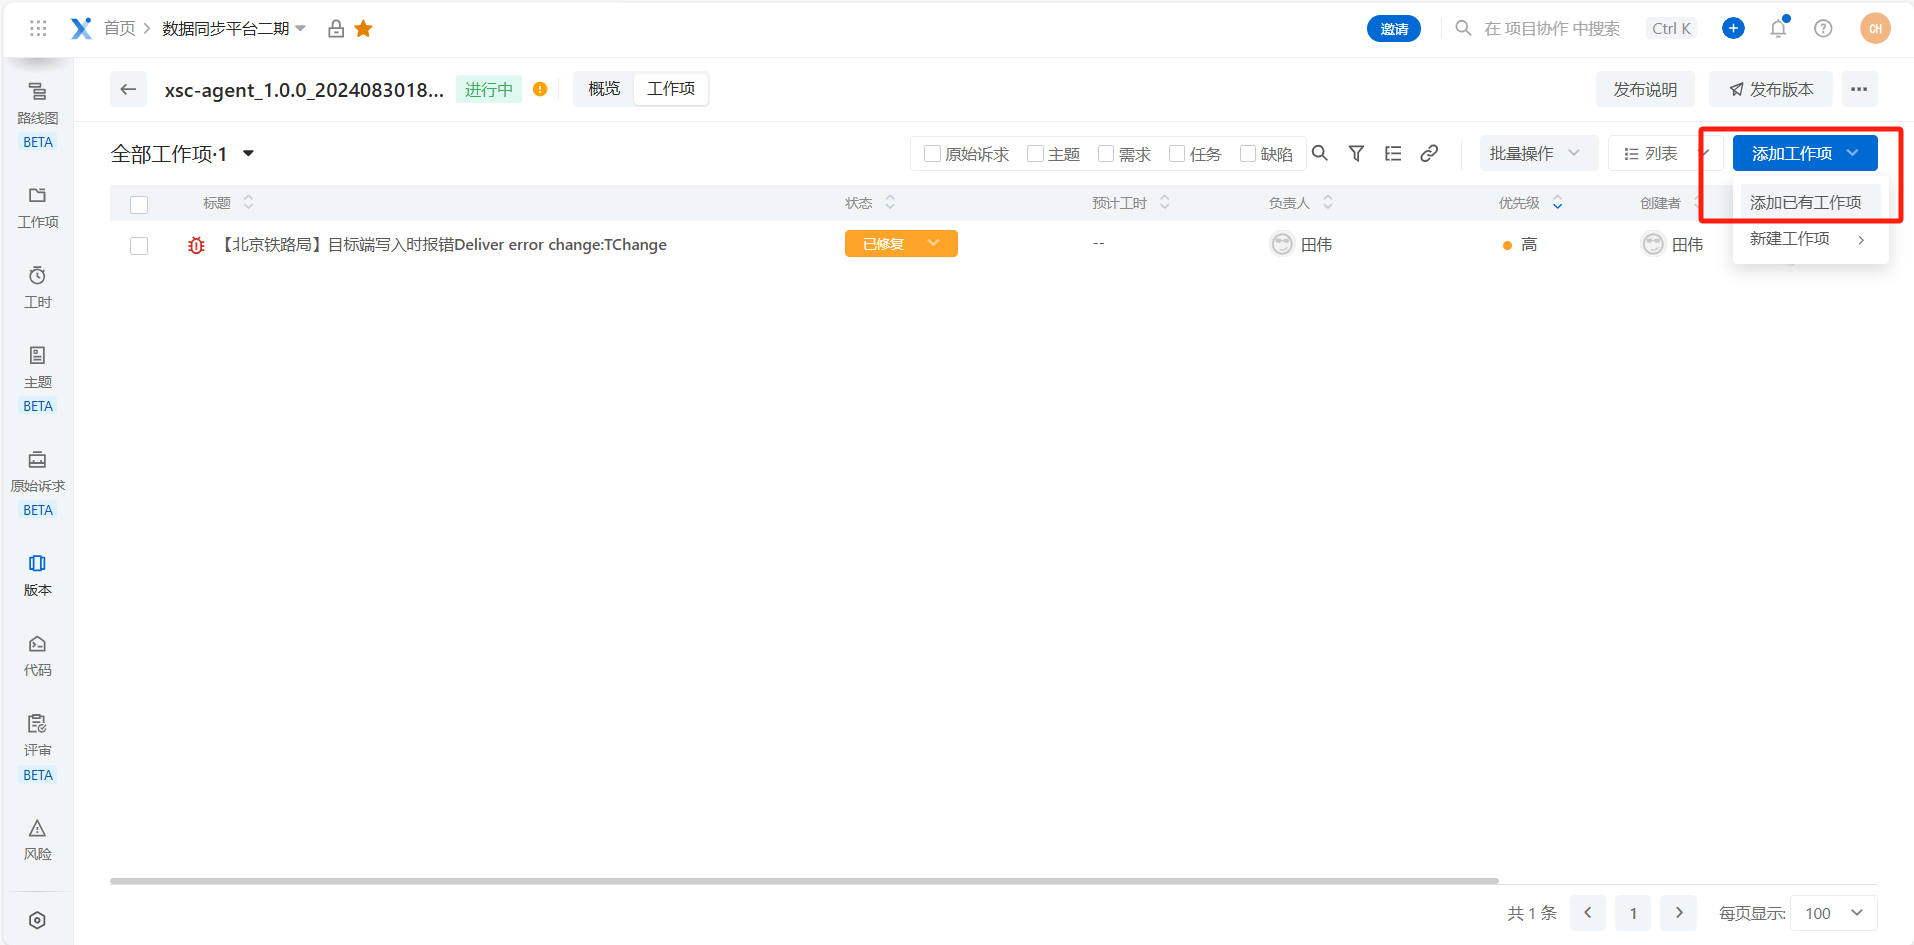 首页 > 数据同步平台二期
邀请
在 项目协作 中搜索 Ctrl K
CH
路线图
BETA
工作项
工时
主题
BETA
原始诉求
BETA
版本
代码
评审
BETA
风险
xsc-agent_1.0.0_2024083018... 进行中 概览 工作项
发布说明 发布版本
全部工作项·1
原始诉求 主题 需求 任务 缺陷
批量操作 列表 添加工作项
添加已有工作项
新建工作项
标题 状态 预计工时 负责人 优先级 创建者
【北京铁路局】目标端写入时报错Deliver error change:TChange 已修复 -- 田伟 高 田伟
共 1 条 1 每页显示: 100